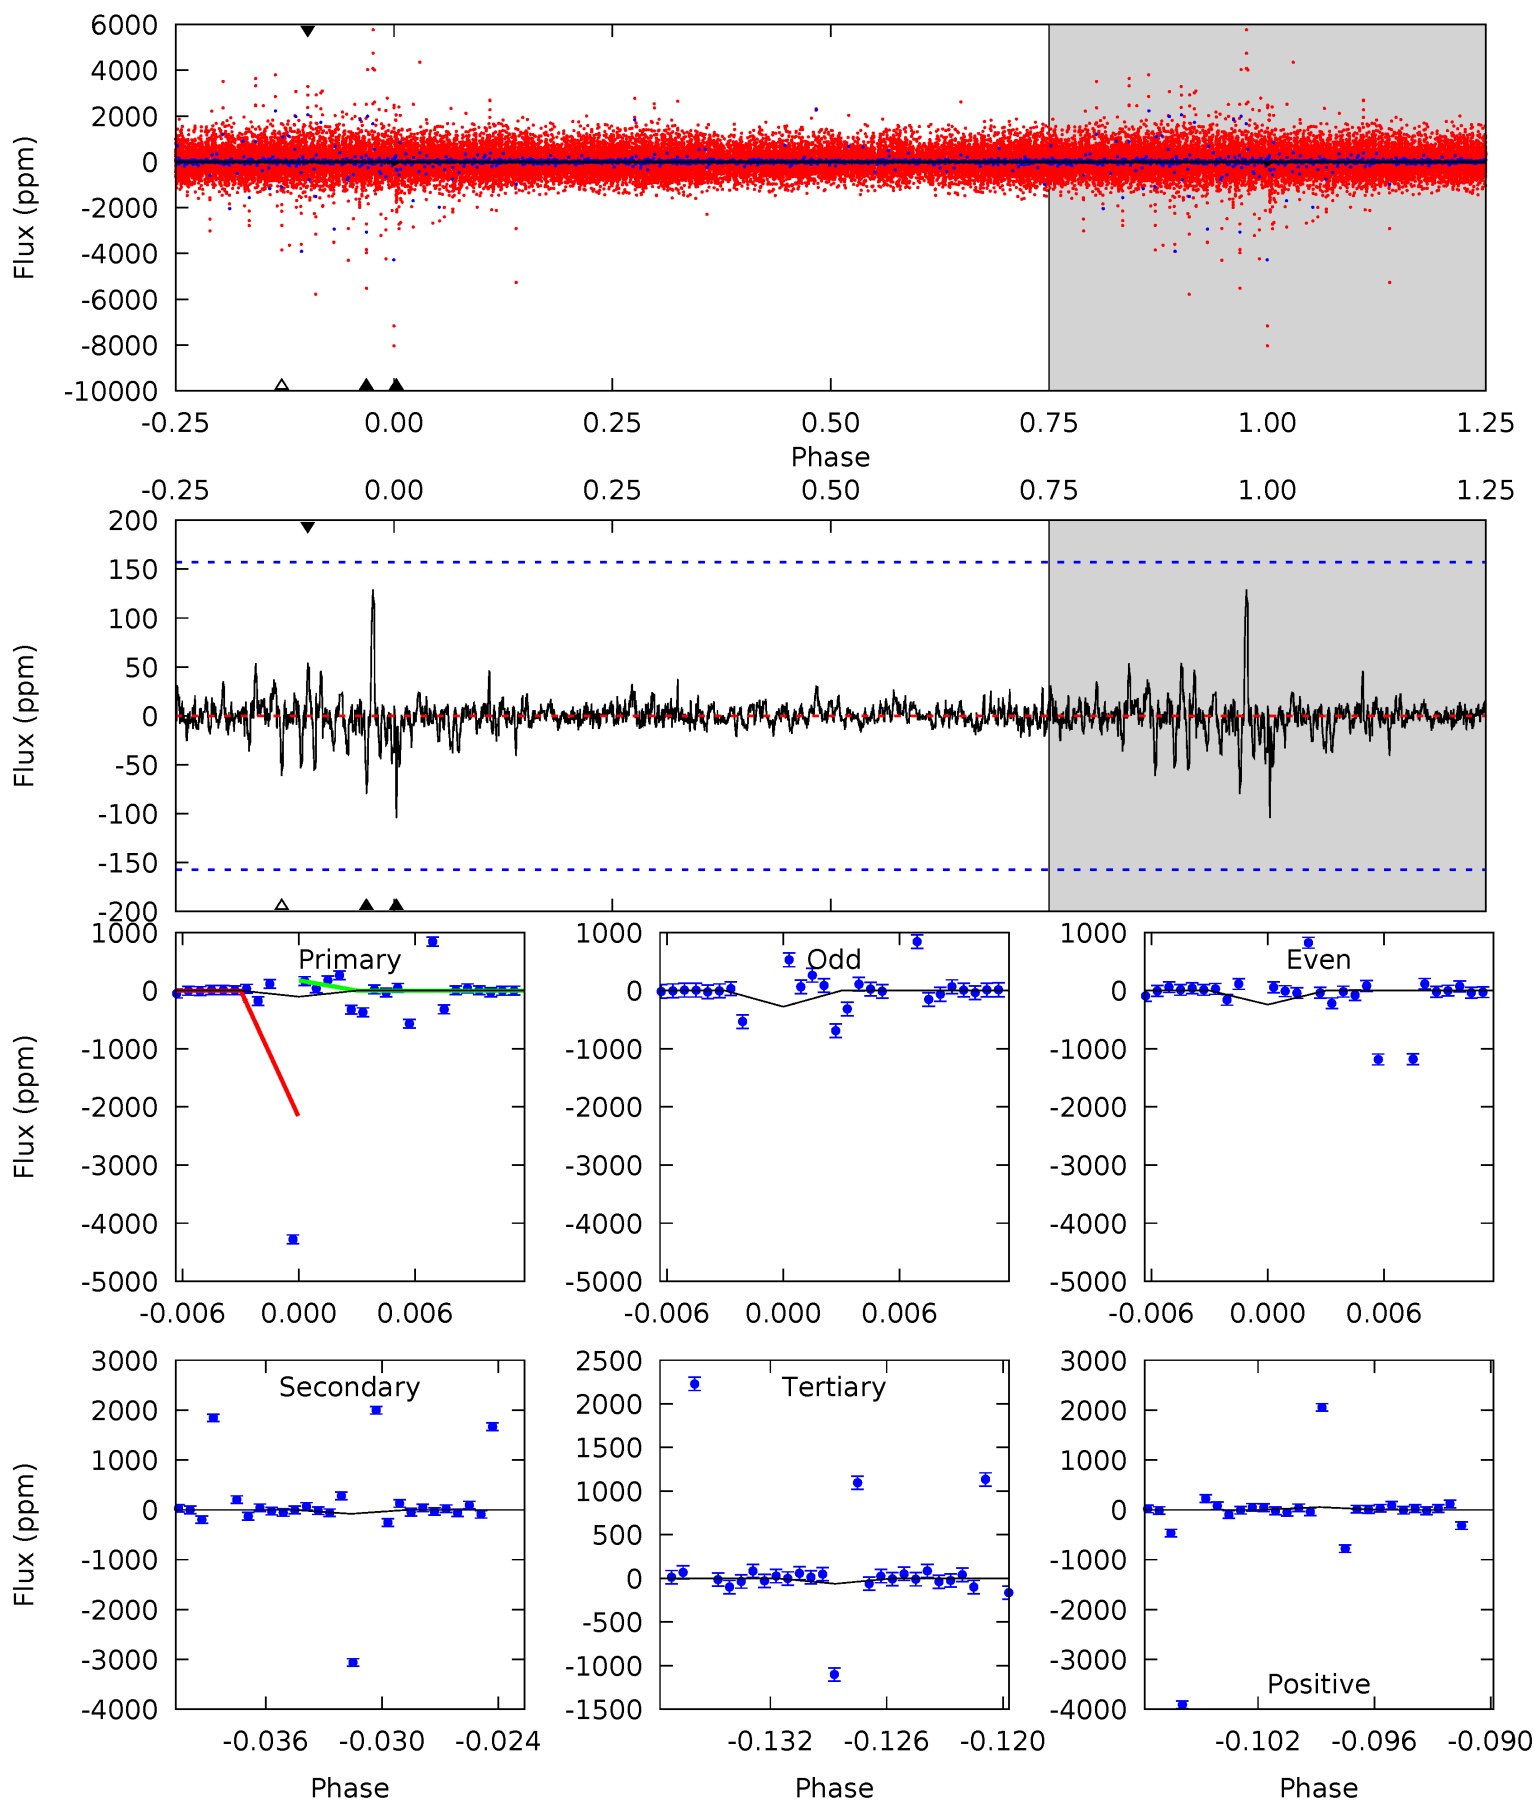 6000
4000
2000
0
-2000
-4000
-6000
-8000
-10000
Flux (ppm)
-0.25 0.00 0.25 0.50 0.75 1.00 1.25
Phase
-0.25 0.00 0.25 0.50 0.75 1.00 1.25
200
150
100
50
0
-50
-100
-150
-200
Flux (ppm)
Primary
1000
0
-1000
-2000
-3000
-4000
-5000
Flux (ppm)
-0.006 0.000 0.006
Odd
1000
0
-1000
-2000
-3000
-4000
-5000
-0.006 0.000 0.006
Even
1000
0
-1000
-2000
-3000
-4000
-5000
-0.006 0.000 0.006
Secondary
3000
2000
1000
0
-1000
-2000
-3000
-4000
Flux (ppm)
-0.036 -0.030 -0.024
Phase
Tertiary
2500
2000
1500
1000
500
0
-500
-1000
-1500
-0.132 -0.126 -0.120
Phase
3000
2000
1000
0
-1000
-2000
-3000
-4000
Positive
-0.102 -0.096 -0.090
Phase